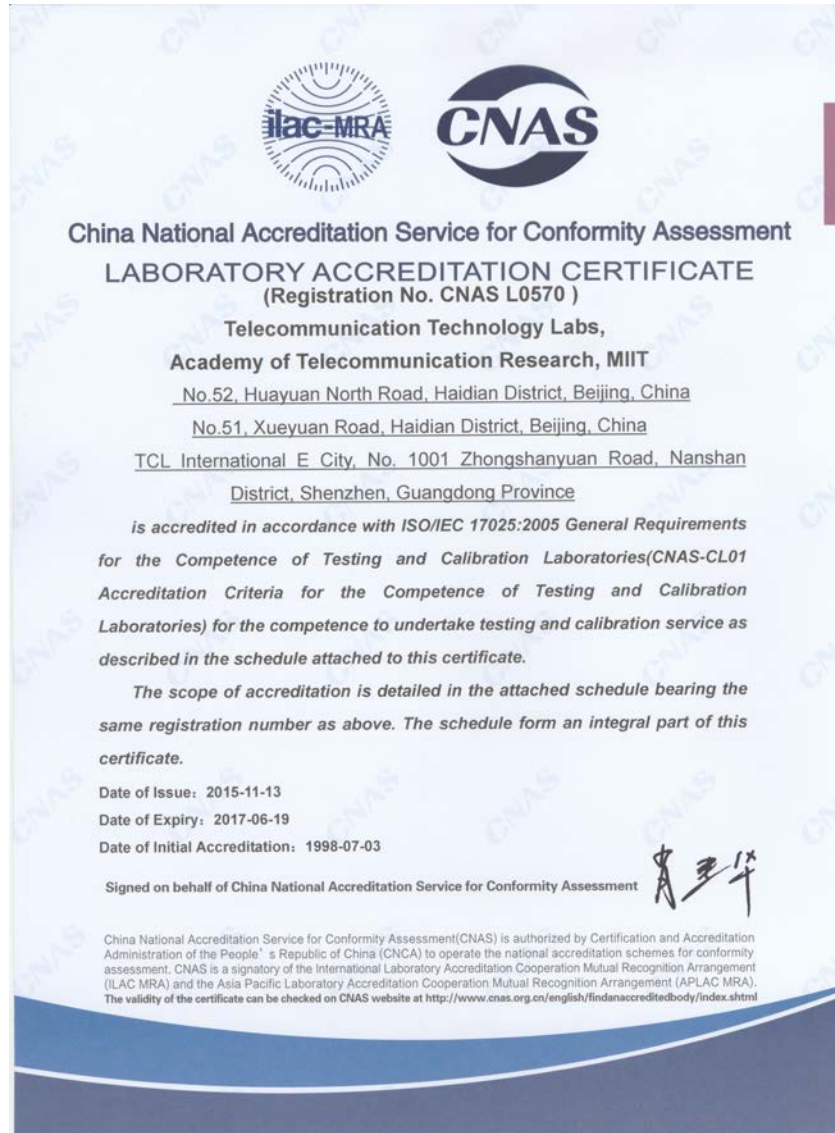 ilac-MRA
CNAS
China National Accreditation Service for Conformity Assessment
LABORATORY ACCREDITATION CERTIFICATE
(Registration No. CNAS L0570 )
Telecommunication Technology Labs,
Academy of Telecommunication Research, MIIT
No.52, Huayuan North Road, Haidian District, Beijing, China
No.51, Xueyuan Road, Haidian District, Beijing, China
TCL International E City, No. 1001 Zhongshanyuan Road, Nanshan
District, Shenzhen, Guangdong Province
is accredited in accordance with ISO/IEC 17025:2005 General Requirements
for the Competence of Testing and Calibration Laboratories(CNAS-CL01
Accreditation Criteria for the Competence of Testing and Calibration
Laboratories) for the competence to undertake testing and calibration service as
described in the schedule attached to this certificate.
The scope of accreditation is detailed in the attached schedule bearing the
same registration number as above. The schedule form an integral part of this
certificate.
Date of Issue: 2015-11-13
Date of Expiry: 2017-06-19
Date of Initial Accreditation: 1998-07-03
Signed on behalf of China National Accreditation Service for Conformity Assessment
China National Accreditation Service for Conformity Assessment(CNAS) is authorized by Certification and Accreditation
Administration of the People's Republic of China (CNCA) to operate the national accreditation schemes for conformity
assessment. CNAS is a signatory of the International Laboratory Accreditation Cooperation Mutual Recognition Arrangement
(ILAC MRA) and the Asia Pacific Laboratory Accreditation Cooperation Mutual Recognition Arrangement (APLAC MRA).
The validity of the certificate can be checked on CNAS website at http://www.cnas.org.cn/english/findanaccreditedbody/index.shtml